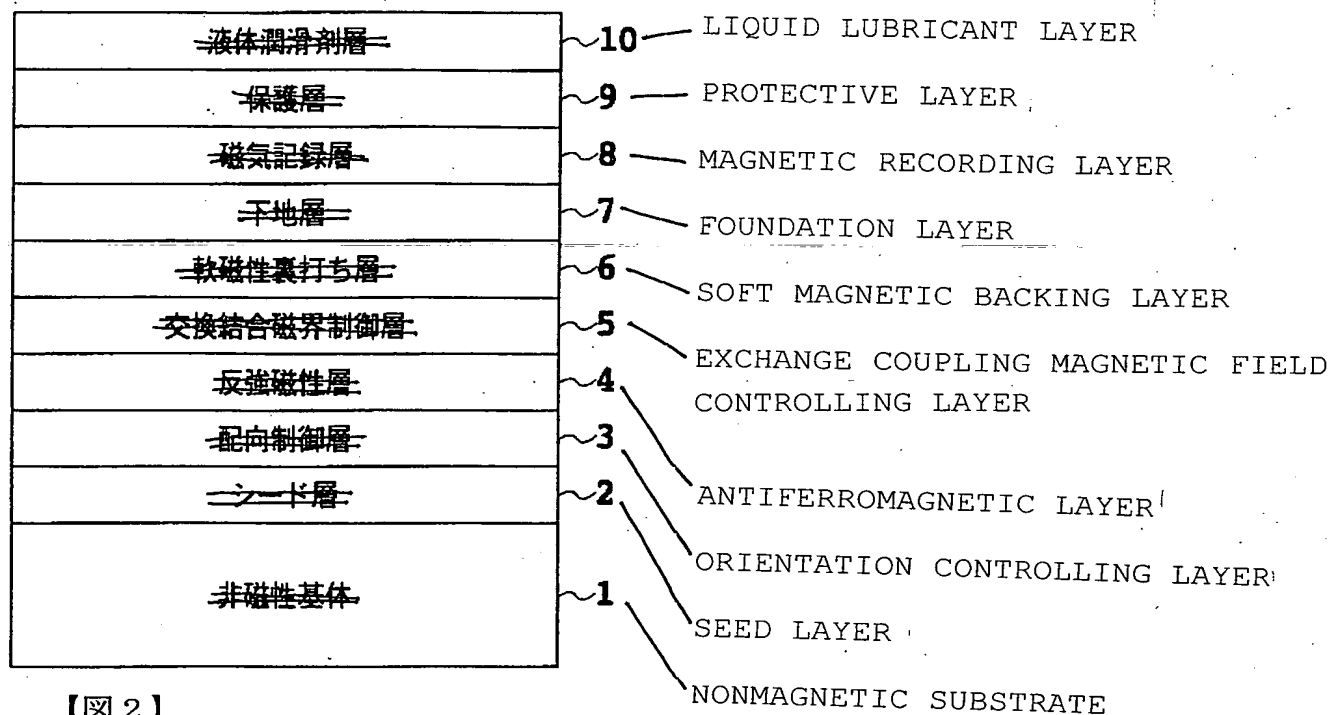 液体潤滑剤層 10 LIQUID LUBRICANT LAYER
保護層 9 PROTECTIVE LAYER
磁気記録層 8 MAGNETIC RECORDING LAYER
下地層 7 FOUNDATION LAYER
軟磁性裏打ち層 6 SOFT MAGNETIC BACKING LAYER
交換結合磁界制御層 5 EXCHANGE COUPLING MAGNETIC FIELD
CONTROLLING LAYER
反強磁性層 4 ANTIFERROMAGNETIC LAYER
配向制御層 3 ORIENTATION CONTROLLING LAYER
シード層 2 SEED LAYER
非磁性基体 1 NONMAGNETIC SUBSTRATE
【図2】